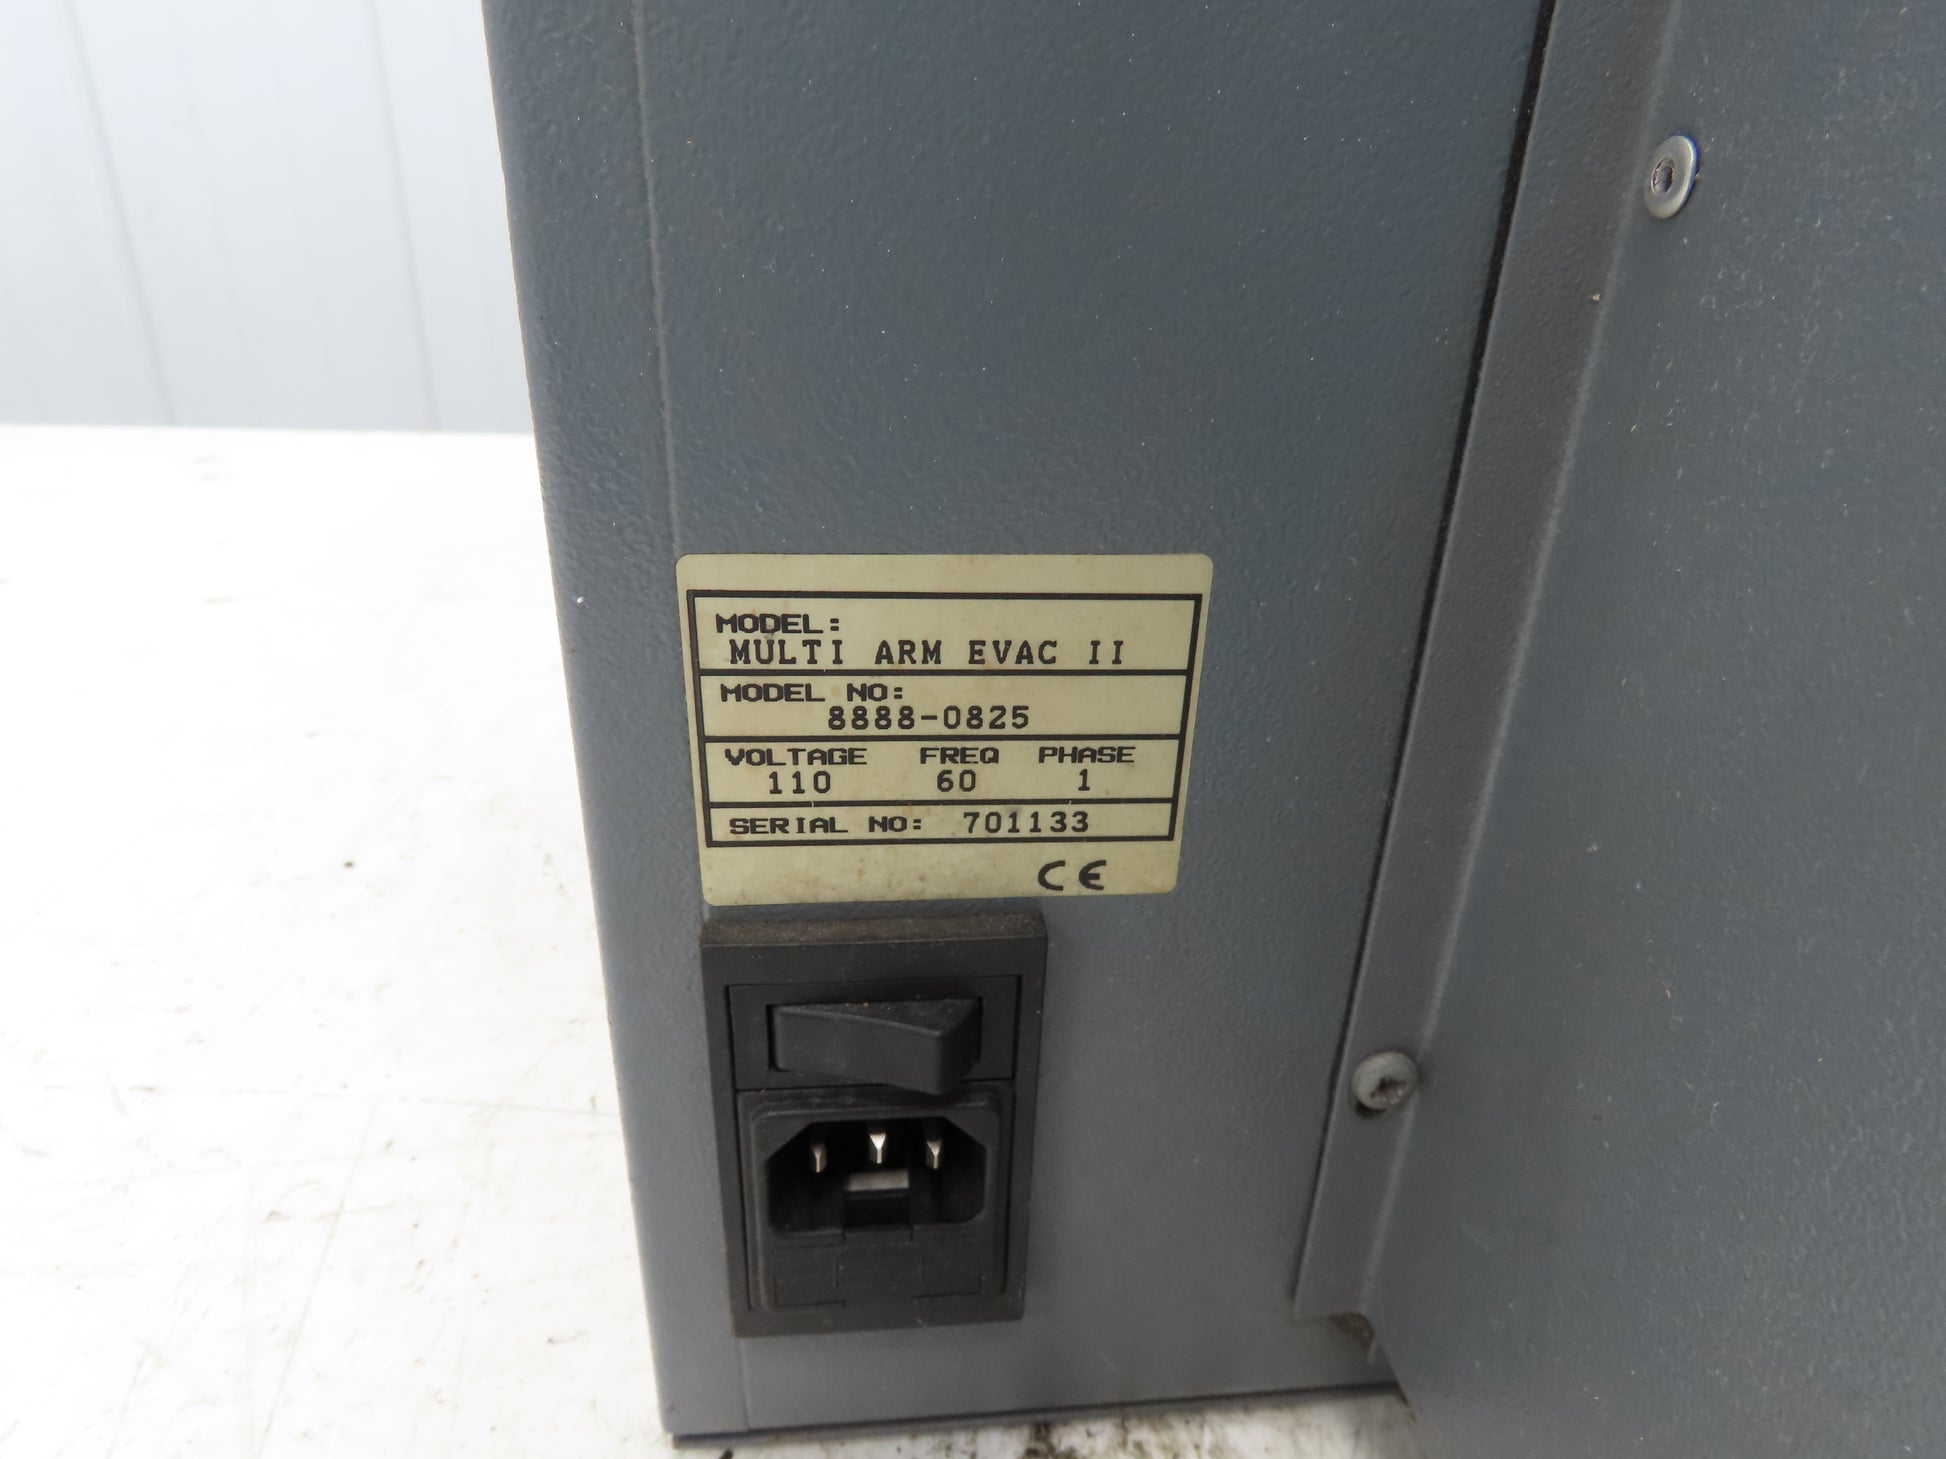 MODEL:
MULTI ARM EVAC II
MODEL NO:
8888-0825
VOLTAGE FREQ PHASE
110 60 1
SERIAL NO: 701133
CE